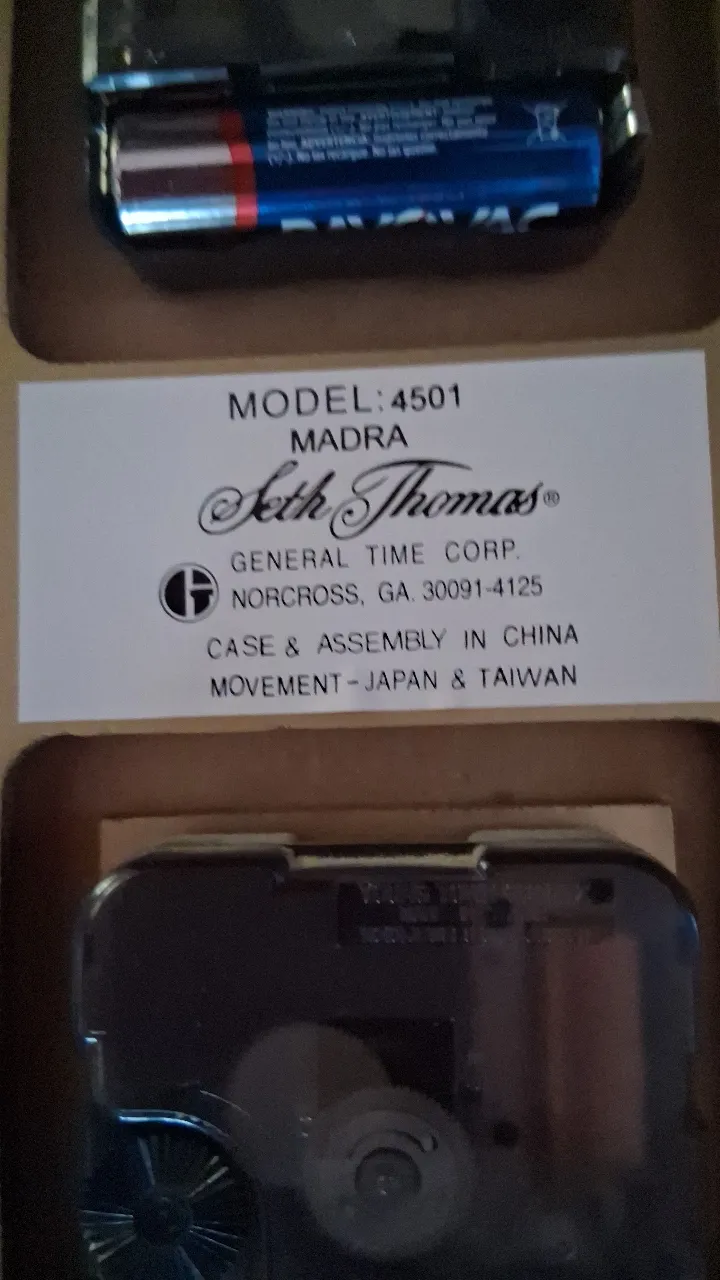 RAYOVAC
MODEL: 4501
MADRA
Seth Thomas®
GENERAL TIME CORP.
NORCROSS, GA. 30091-4125
CASE & ASSEMBLY IN CHINA
MOVEMENT-JAPAN & TAIWAN